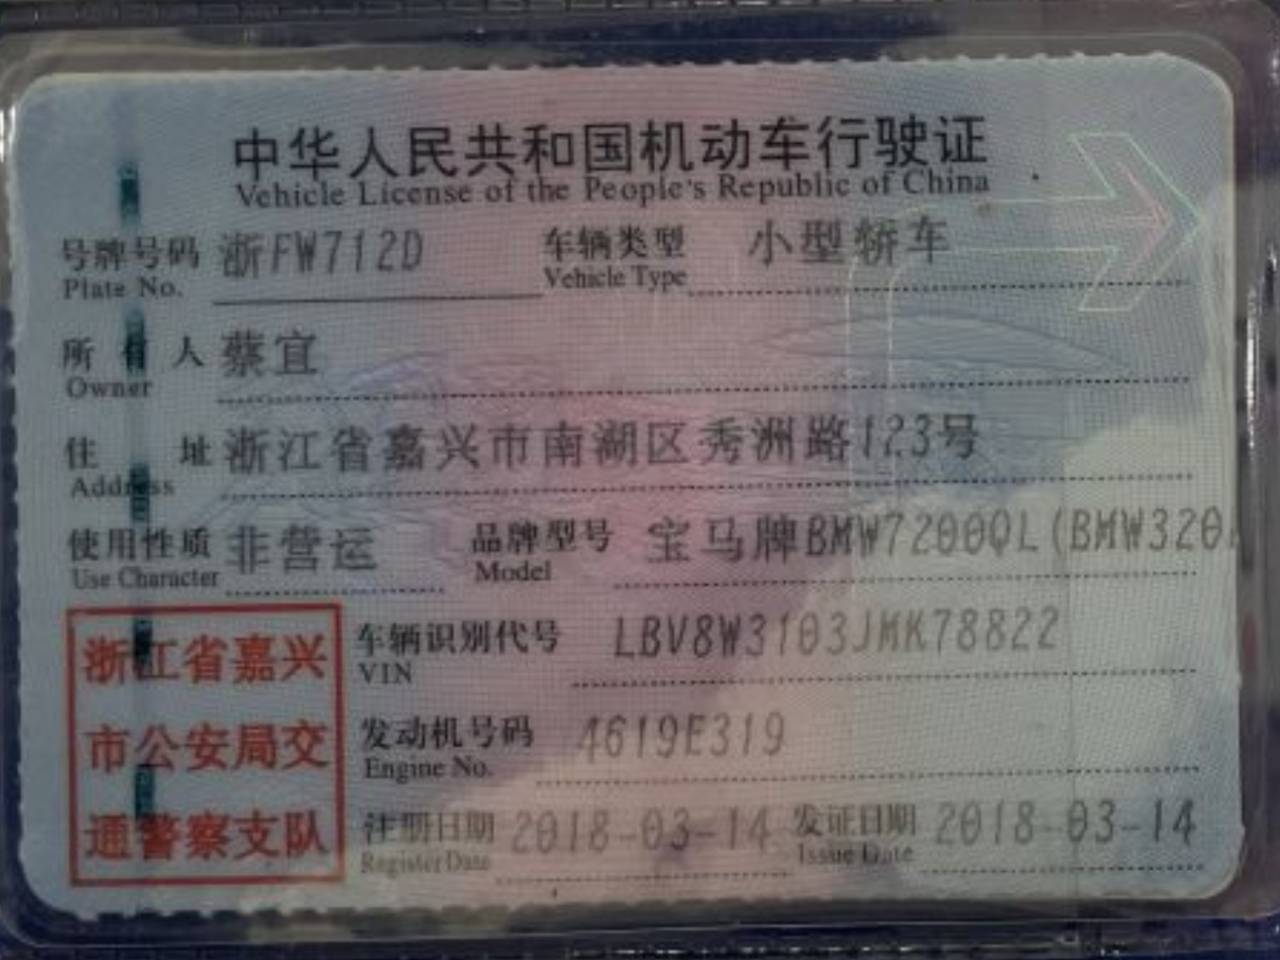 中华人民共和国机动车行驶证
Vehicle License of the People's Republic of China
号牌号码 浙FW712D 车辆类型 小型轿车
Plate No. Vehicle Type
所有人 蔡宜
Owner
住址 浙江省嘉兴市南湖区秀洲路123号
Address
使用性质 非营运 品牌型号 宝马牌BMW7200QL(BMW320
Use Character Model
浙江省嘉兴
市公安局交
通警察支队
车辆识别代号 LBV8W3103JMK78822
VIN
发动机号码 4619E319
Engine No.
注册日期 2018-03-14 发证日期 2018-03-14
Register Date Issue Date